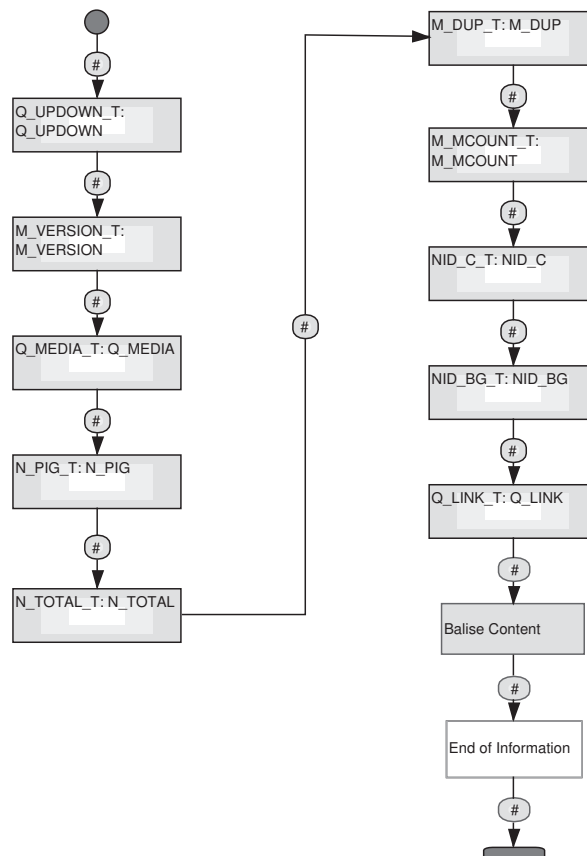 #
Q_UPDOWN_T:
Q_UPDOWN
#
M_VERSION_T:
M_VERSION
#
Q_MEDIA_T: Q_MEDIA
#
N_PIG_T: N_PIG
#
N_TOTAL_T: N_TOTAL
#
M_DUP_T: M_DUP
#
M_MCOUNT_T:
M_MCOUNT
#
NID_C_T: NID_C
#
NID_BG_T: NID_BG
#
Q_LINK_T: Q_LINK
#
Balise Content
#
End of Information
#